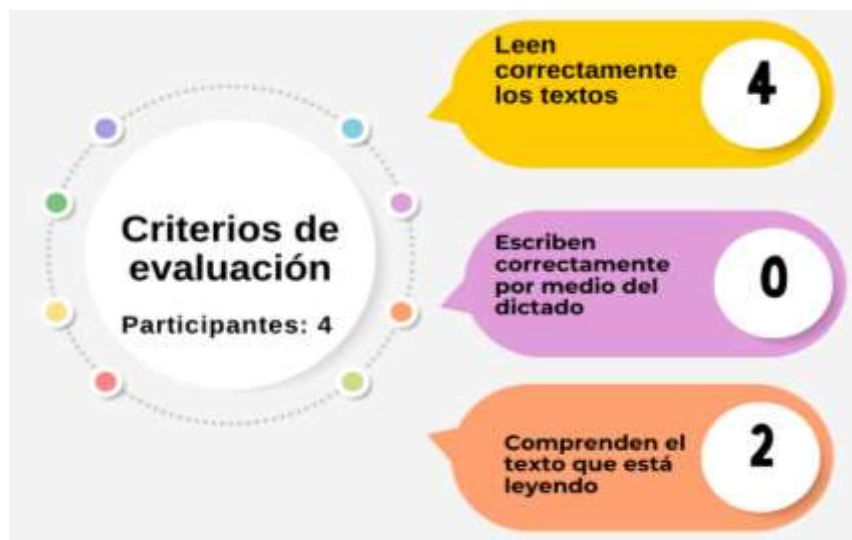 Criterios de
evaluación
Participantes: 4
Leen
correctamente
los textos
4
Escriben
correctamente
por medio del
dictado
0
Comprenden el
texto que está
leyendo
2